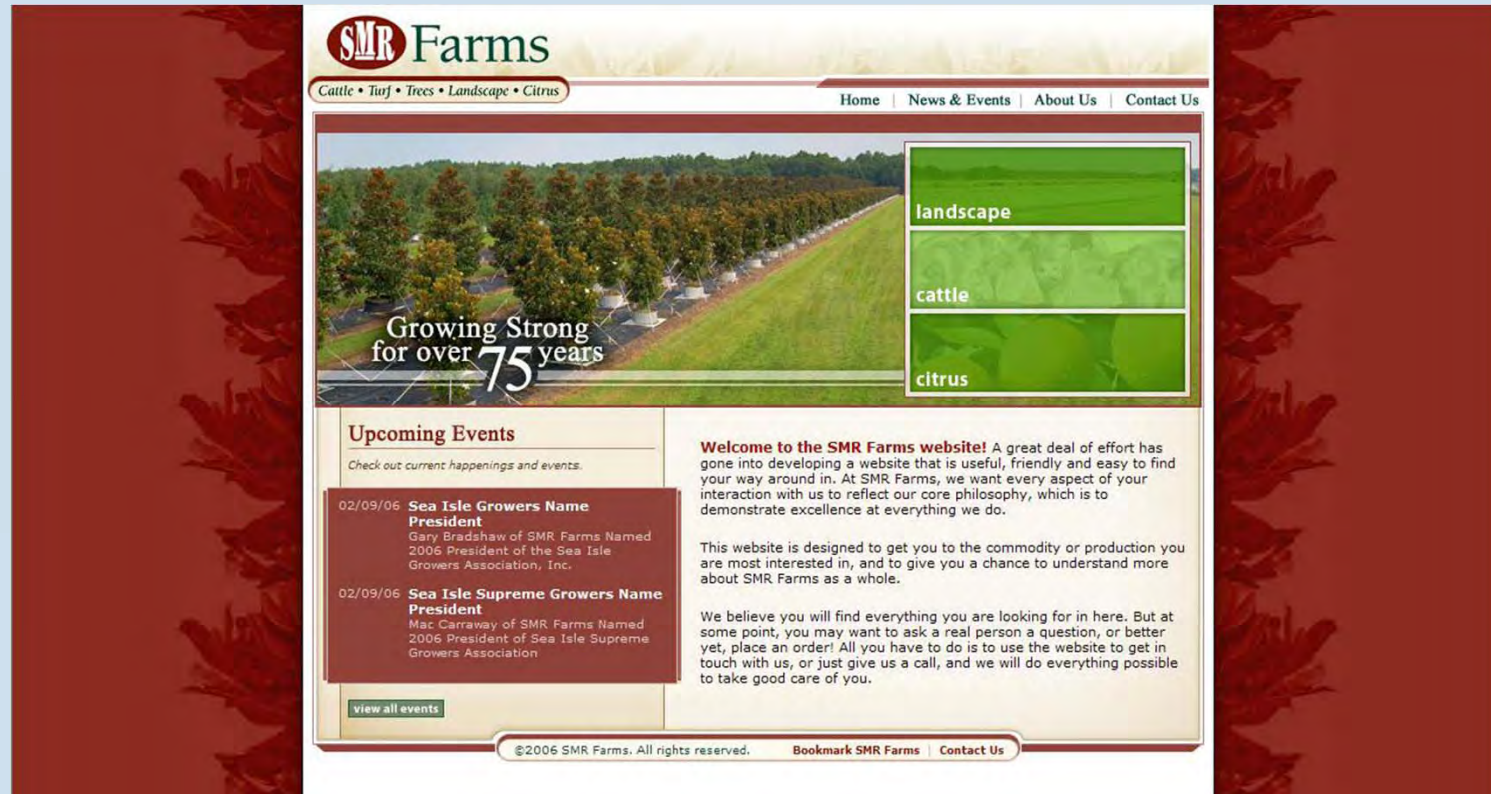 SMR Farms
Cattle • Turf • Trees • Landscape • Citrus
Home | News & Events | About Us | Contact Us
landscape
cattle
citrus
Growing Strong
for over 75 years
Upcoming Events
Check out current happenings and events.
02/09/06 Sea Isle Growers Name
President
Gary Bradshaw of SMR Farms Named
2006 President of the Sea Isle
Growers Association, Inc.
02/09/06 Sea Isle Supreme Growers Name
President
Mac Carraway of SMR Farms Named
2006 President of Sea Isle Supreme
Growers Association
view all events
Welcome to the SMR Farms website! A great deal of effort has
gone into developing a website that is useful, friendly and easy to find
your way around in. At SMR Farms, we want every aspect of your
interaction with us to reflect our core philosophy, which is to
demonstrate excellence at everything we do.
This website is designed to get you to the commodity or production you
are most interested in, and to give you a chance to understand more
about SMR Farms as a whole.
We believe you will find everything you are looking for in here. But at
some point, you may want to ask a real person a question, or better
yet, place an order! All you have to do is to use the website to get in
touch with us, or just give us a call, and we will do everything possible
to take good care of you.
©2006 SMR Farms. All rights reserved. Bookmark SMR Farms | Contact Us